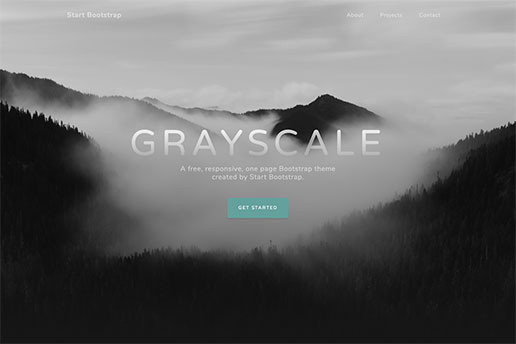 Start Bootstrap
About Projects Contact
GRAYSCALE
A free, responsive, one page Bootstrap theme
created by Start Bootstrap.
GET STARTED